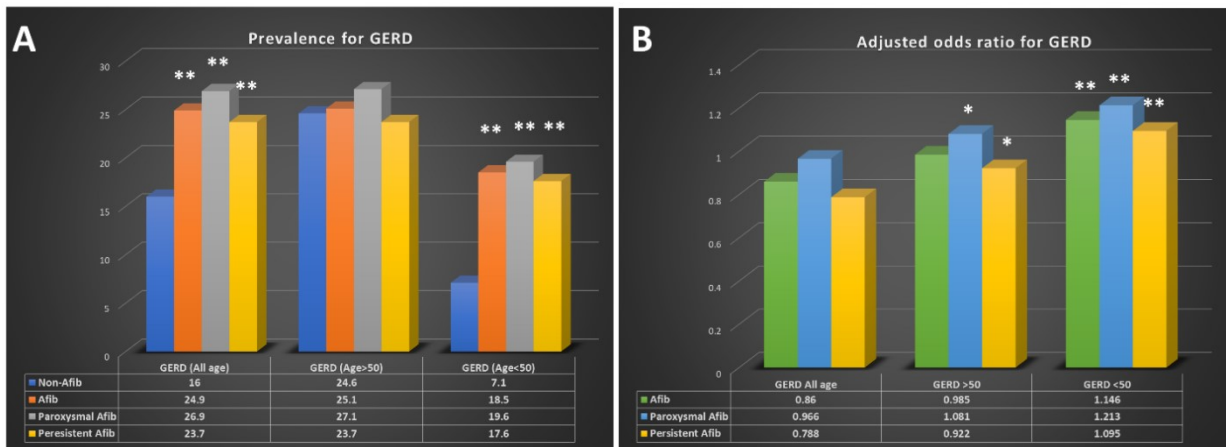 A
Prevalence for GERD
30
25
20
15
10
5
0
** ** **
** ** **
GERD (All age) GERD (Age>50) GERD (Age<50)
Non-Afib 16 24.6 7.1
Afib 24.9 25.1 18.5
Paroxysmal Afib 26.9 27.1 19.6
Peresistent Afib 23.7 23.7 17.6
B
Adjusted odds ratio for GERD
1.4
1.2
1
0.8
0.6
0.4
0.2
0
* *
** ** **
GERD All age GERD >50 GERD <50
Afib 0.86 0.985 1.146
Paroxysmal Afib 0.966 1.081 1.213
Persistent Afib 0.788 0.922 1.095